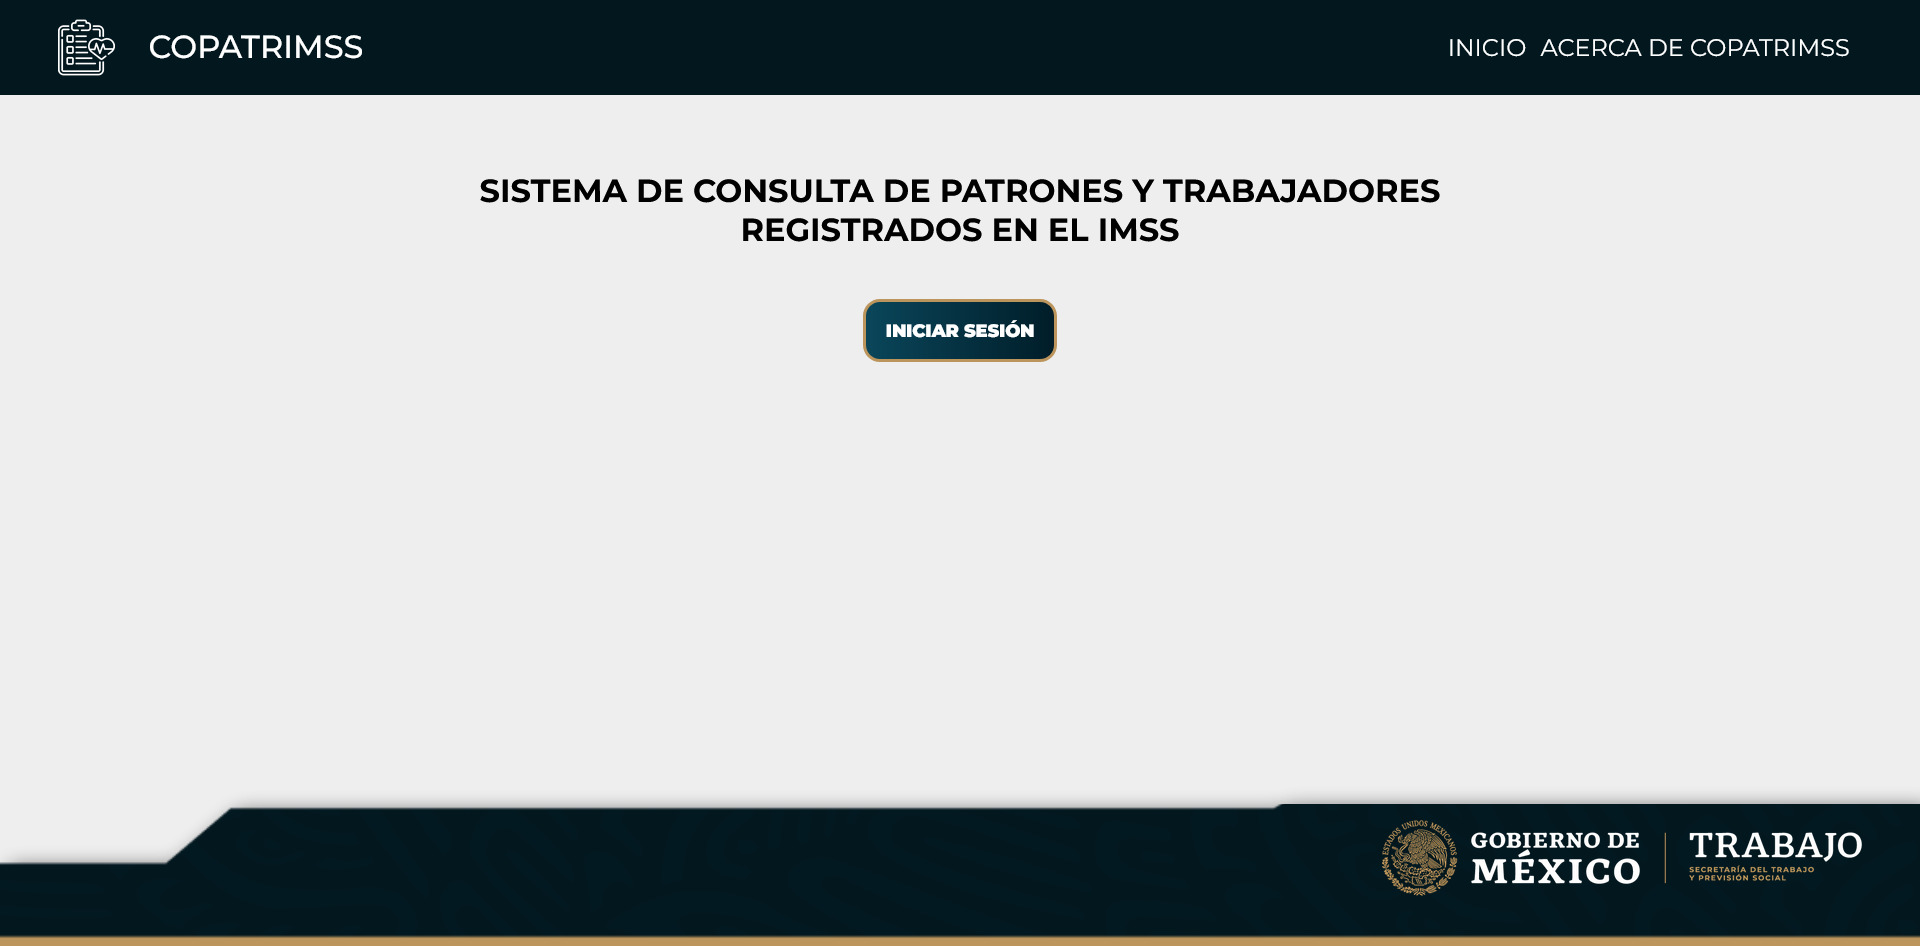 COPATRIMSS
INICIO ACERCA DE COPATRIMSS
SISTEMA DE CONSULTA DE PATRONES Y TRABAJADORES
REGISTRADOS EN EL IMSS
INICIAR SESIÓN
ESTADOS UNIDOS MEXICANOS
GOBIERNO DE
MÉXICO
TRABAJO
SECRETARÍA DEL TRABAJO
Y PREVISIÓN SOCIAL